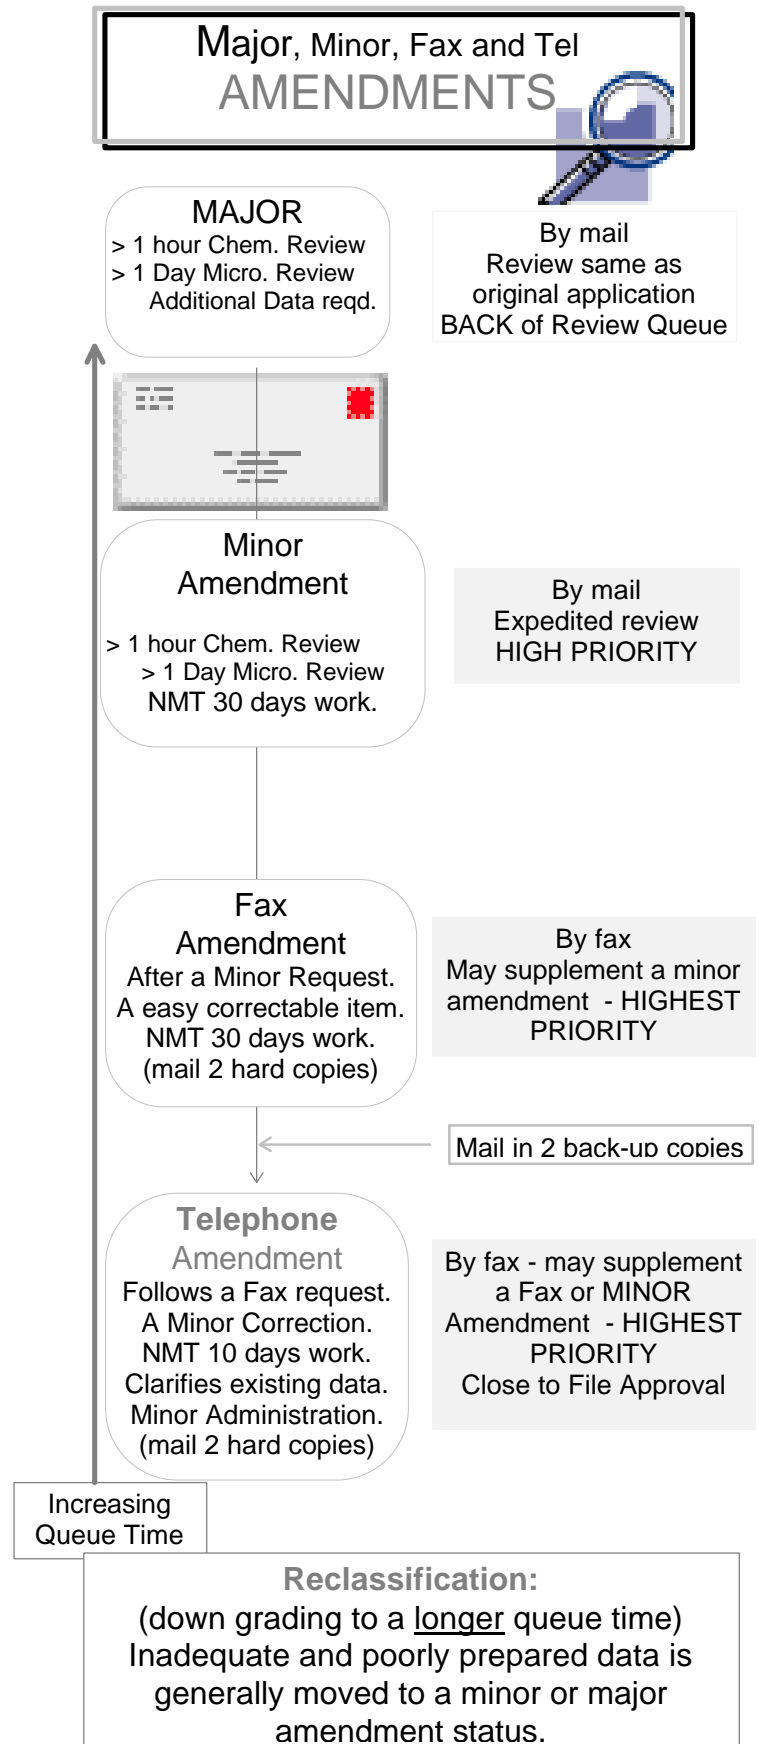 Major, Minor, Fax and Tel
AMENDMENTS
MAJOR
> 1 hour Chem. Review
> 1 Day Micro. Review
Additional Data reqd.
By mail
Review same as
original application
BACK of Review Queue
Minor
Amendment
> 1 hour Chem. Review
> 1 Day Micro. Review
NMT 30 days work.
By mail
Expedited review
HIGH PRIORITY
Fax
Amendment
After a Minor Request.
A easy correctable item.
NMT 30 days work.
(mail 2 hard copies)
By fax
May supplement a minor
amendment - HIGHEST
PRIORITY
Mail in 2 back-up copies
Telephone
Amendment
Follows a Fax request.
A Minor Correction.
NMT 10 days work.
Clarifies existing data.
Minor Administration.
(mail 2 hard copies)
By fax - may supplement
a Fax or MINOR
Amendment - HIGHEST
PRIORITY
Close to File Approval
Increasing
Queue Time
Reclassification:
(down grading to a longer queue time)
Inadequate and poorly prepared data is
generally moved to a minor or major
amendment status.